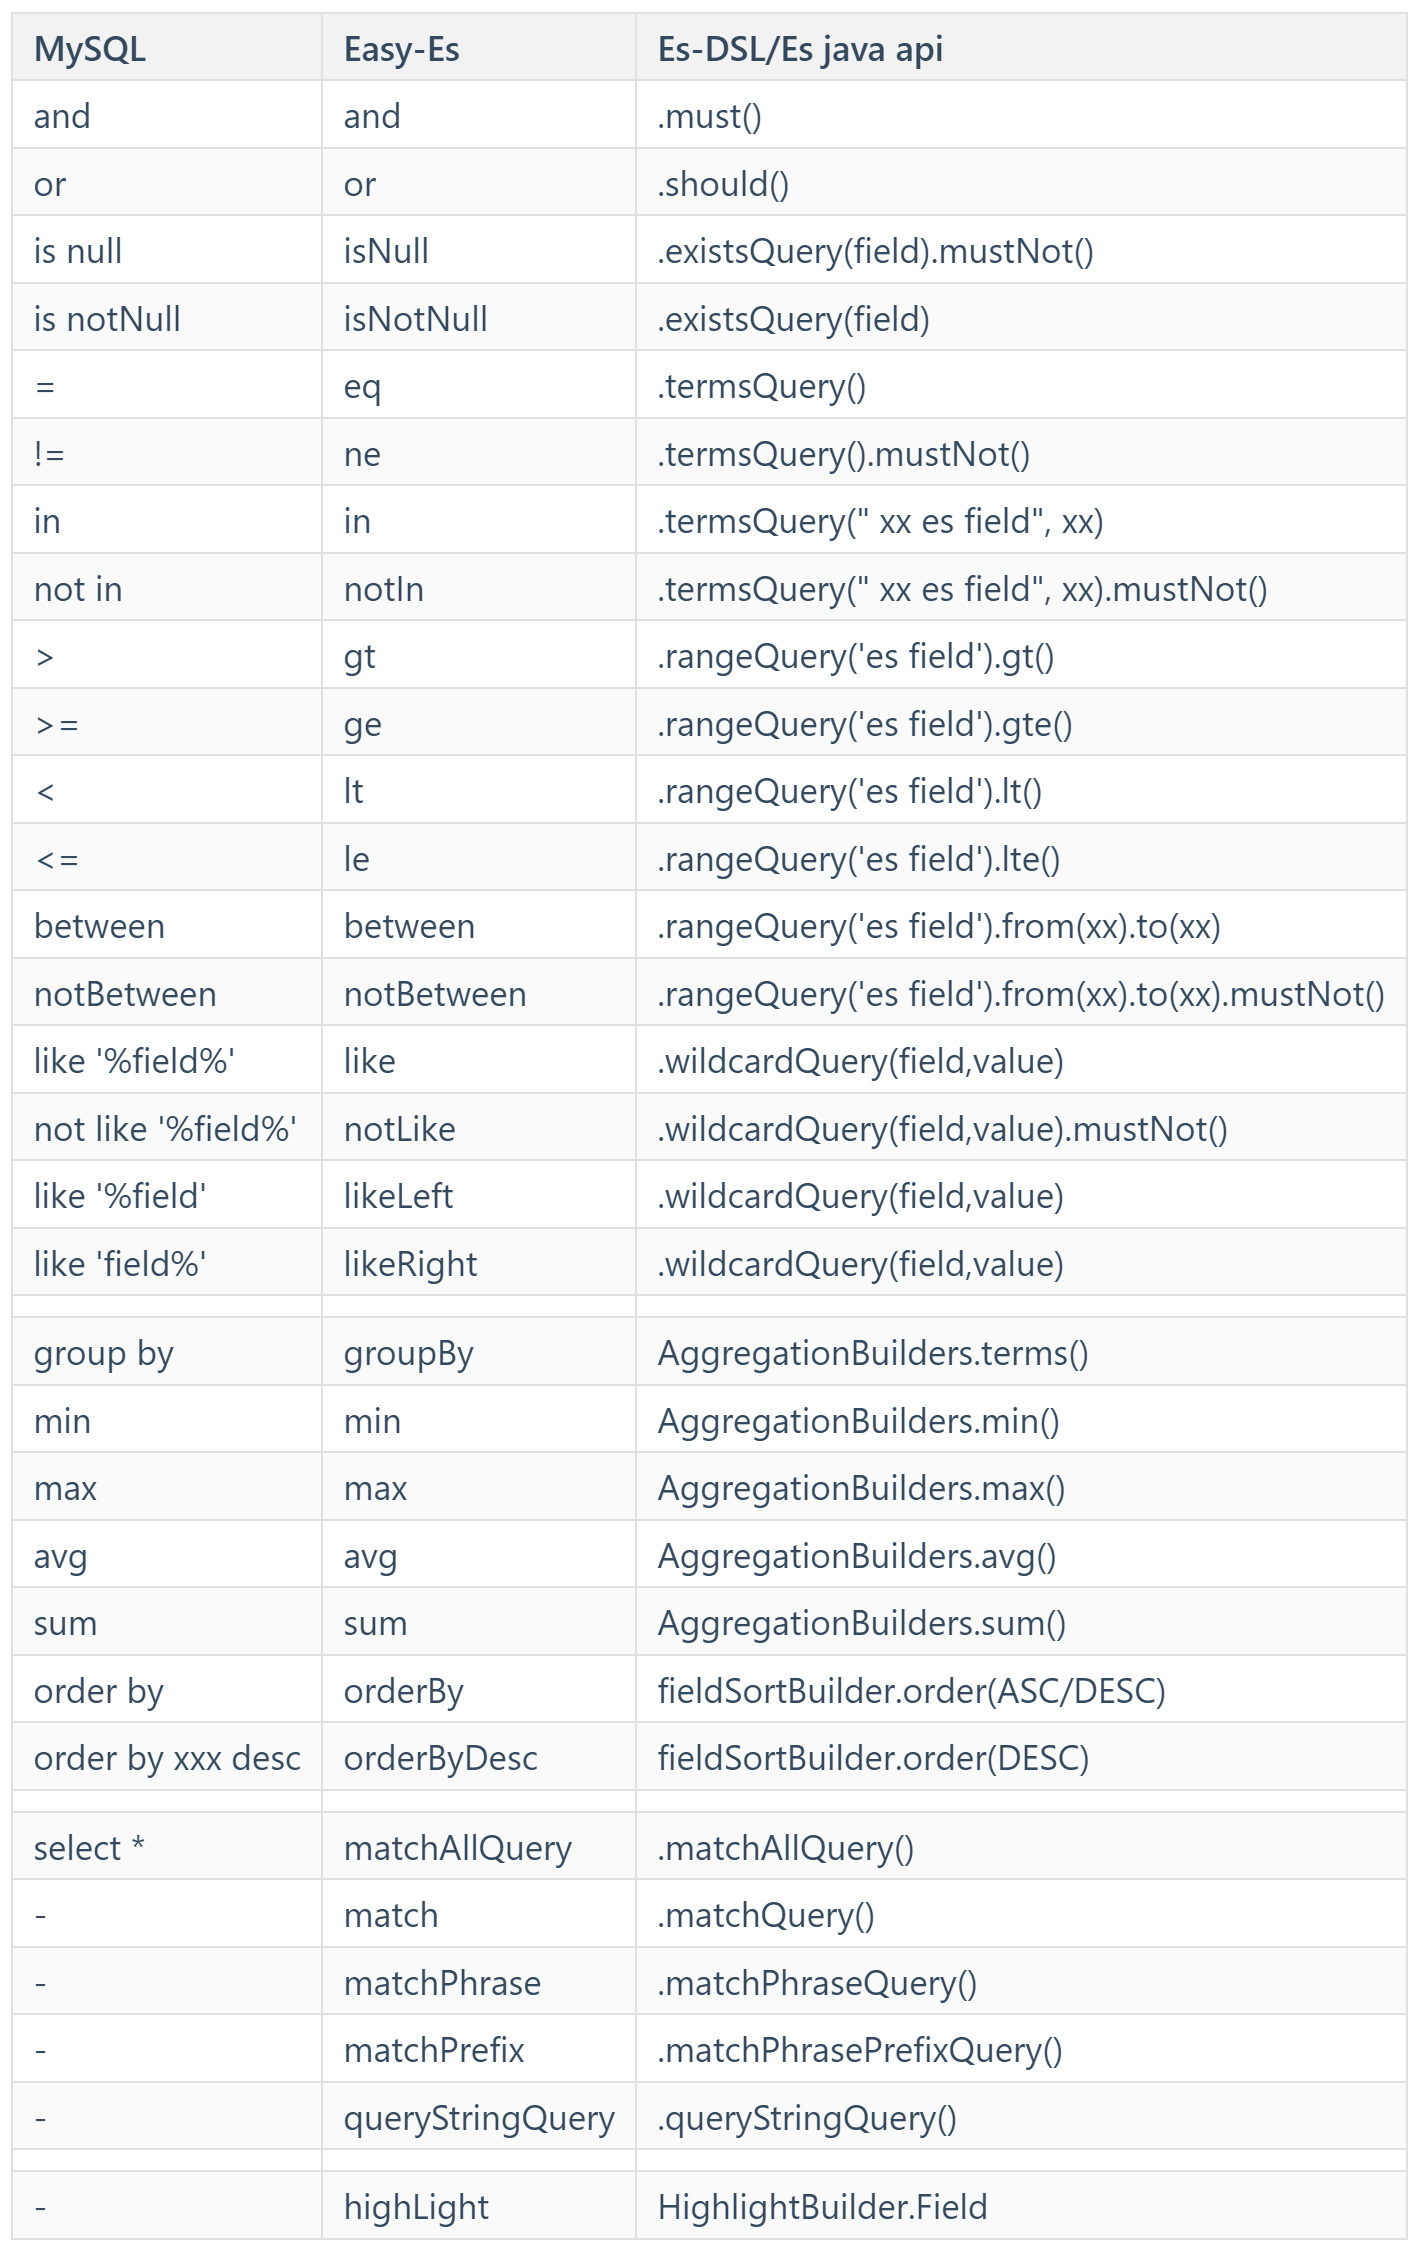 MySQL Easy-Es Es-DSL/Es java api
and and .must()
or or .should()
is null isNull .existsQuery(field).mustNot()
is notNull isNotNull .existsQuery(field)
= eq .termsQuery()
!= ne .termsQuery().mustNot()
in in .termsQuery(" xx es field", xx)
not in notIn .termsQuery(" xx es field", xx).mustNot()
> gt .rangeQuery('es field').gt()
>= ge .rangeQuery('es field').gte()
< lt .rangeQuery('es field').lt()
<= le .rangeQuery('es field').lte()
between between .rangeQuery('es field').from(xx).to(xx)
notBetween notBetween .rangeQuery('es field').from(xx).to(xx).mustNot()
like '%field%' like .wildcardQuery(field,value)
not like '%field%' notLike .wildcardQuery(field,value).mustNot()
like '%field' likeLeft .wildcardQuery(field,value)
like 'field%' likeRight .wildcardQuery(field,value)
group by groupBy AggregationBuilders.terms()
min min AggregationBuilders.min()
max max AggregationBuilders.max()
avg avg AggregationBuilders.avg()
sum sum AggregationBuilders.sum()
order by orderBy fieldSortBuilder.order(ASC/DESC)
order by xxx desc orderByDesc fieldSortBuilder.order(DESC)
select * matchAllQuery .matchAllQuery()
- match .matchQuery()
- matchPhrase .matchPhraseQuery()
- matchPrefix .matchPhrasePrefixQuery()
- queryStringQuery .queryStringQuery()
- highLight HighlightBuilder.Field